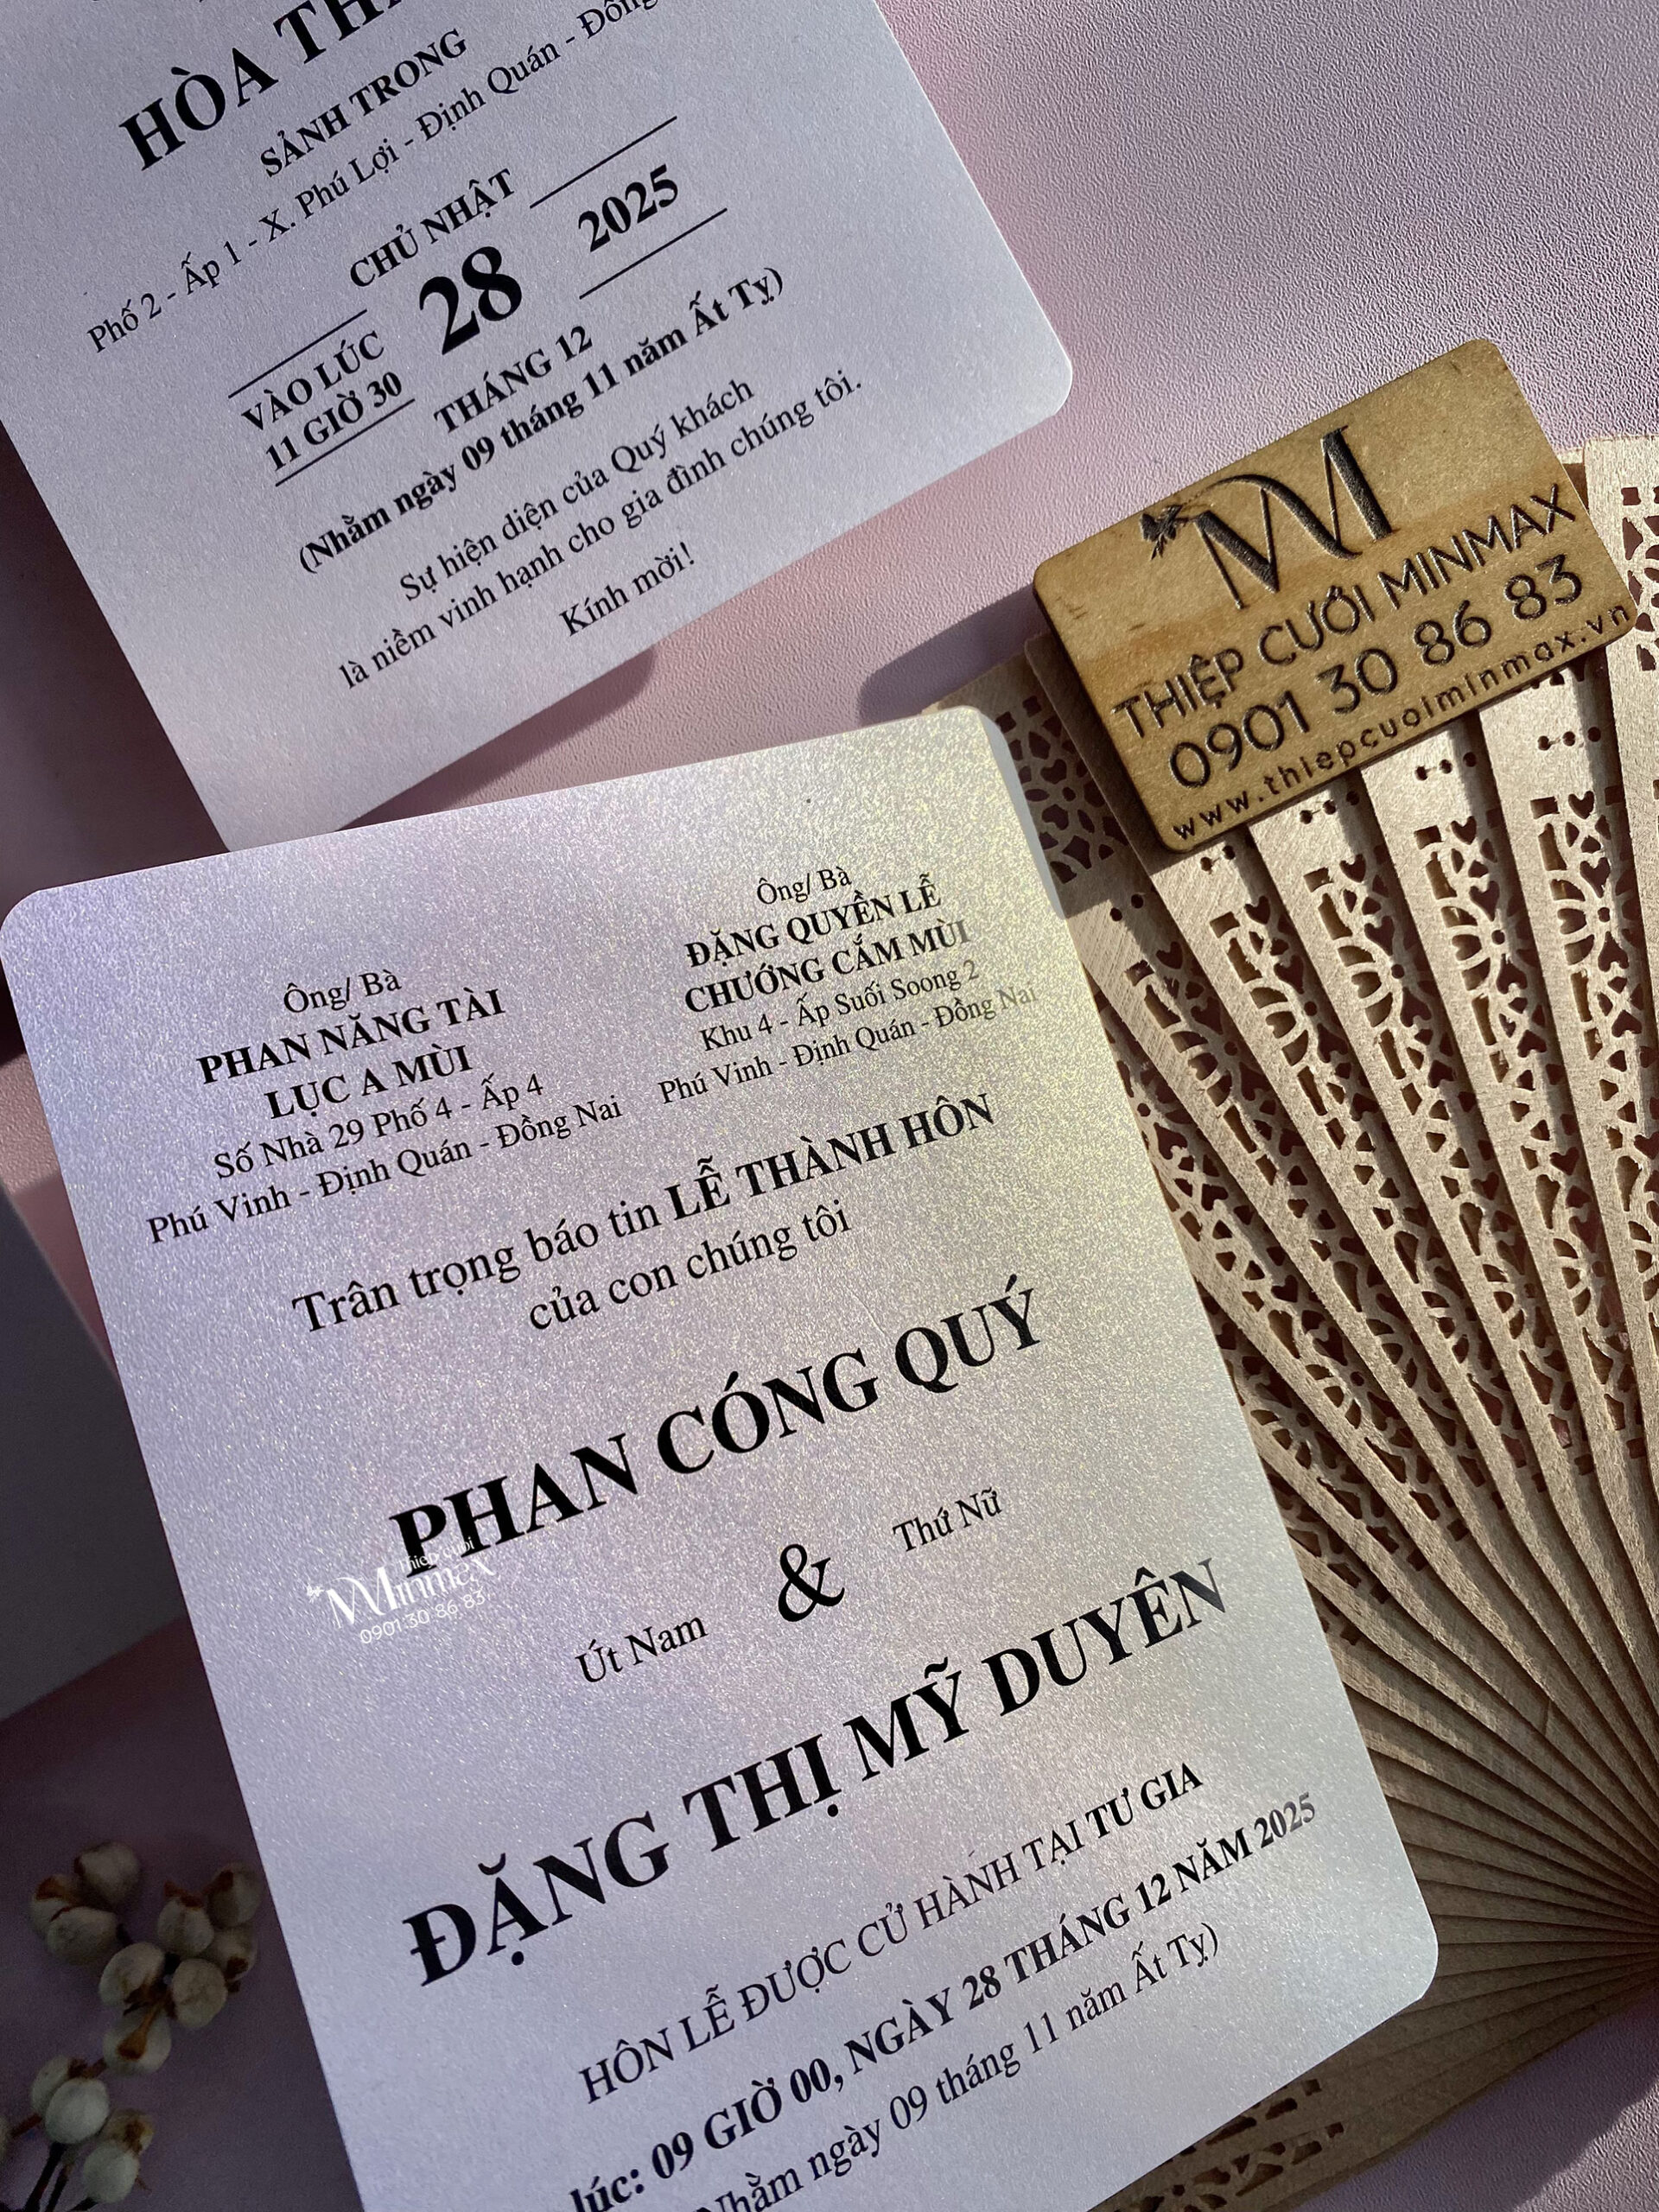 HÒA
SẢNH TRONG
Phố 2 - Ấp 1 - X. Phú Lợi - Định Quán - Đồng
CHỦ NHẬT
VÀO LÚC
11 GIỜ 30
28
2025
THÁNG 12
(Nhằm ngày 09 tháng 11 năm Ất Tỵ)
Sự hiện diện của Quý khách
là niềm vinh hạnh cho gia đình chúng tôi.
Kính mời!
M
THIỆP CƯỚI MINMAX
0901 30 86 83
www.thiepcuoiminmax.vn
Ông/ Bà
PHAN NĂNG TÀI
LỤC A MÙI
Số Nhà 29 Phố 4 - Ấp 4
Phú Vinh - Định Quán - Đồng Nai
Ông/ Bà
ĐẶNG QUYỀN LỄ
CHƯỚNG CẮM MÙI
Khu 4 - Ấp Suối Soong 2
Phú Vinh - Định Quán - Đồng Nai
Trân trọng báo tin LỄ THÀNH HÔN
của con chúng tôi
PHAN CÓNG QUÝ
Út Nam
&
Thứ Nữ
ĐẶNG THỊ MỸ DUYÊN
HÔN LỄ ĐƯỢC CỬ HÀNH TẠI TƯ GIA
lúc: 09 GIỜ 00, NGÀY 28 THÁNG 12 NĂM 2025
Nhằm ngày 09 tháng 11 năm Ất Tỵ)
Thiệp cưới
Minmax
0901 30 86 83